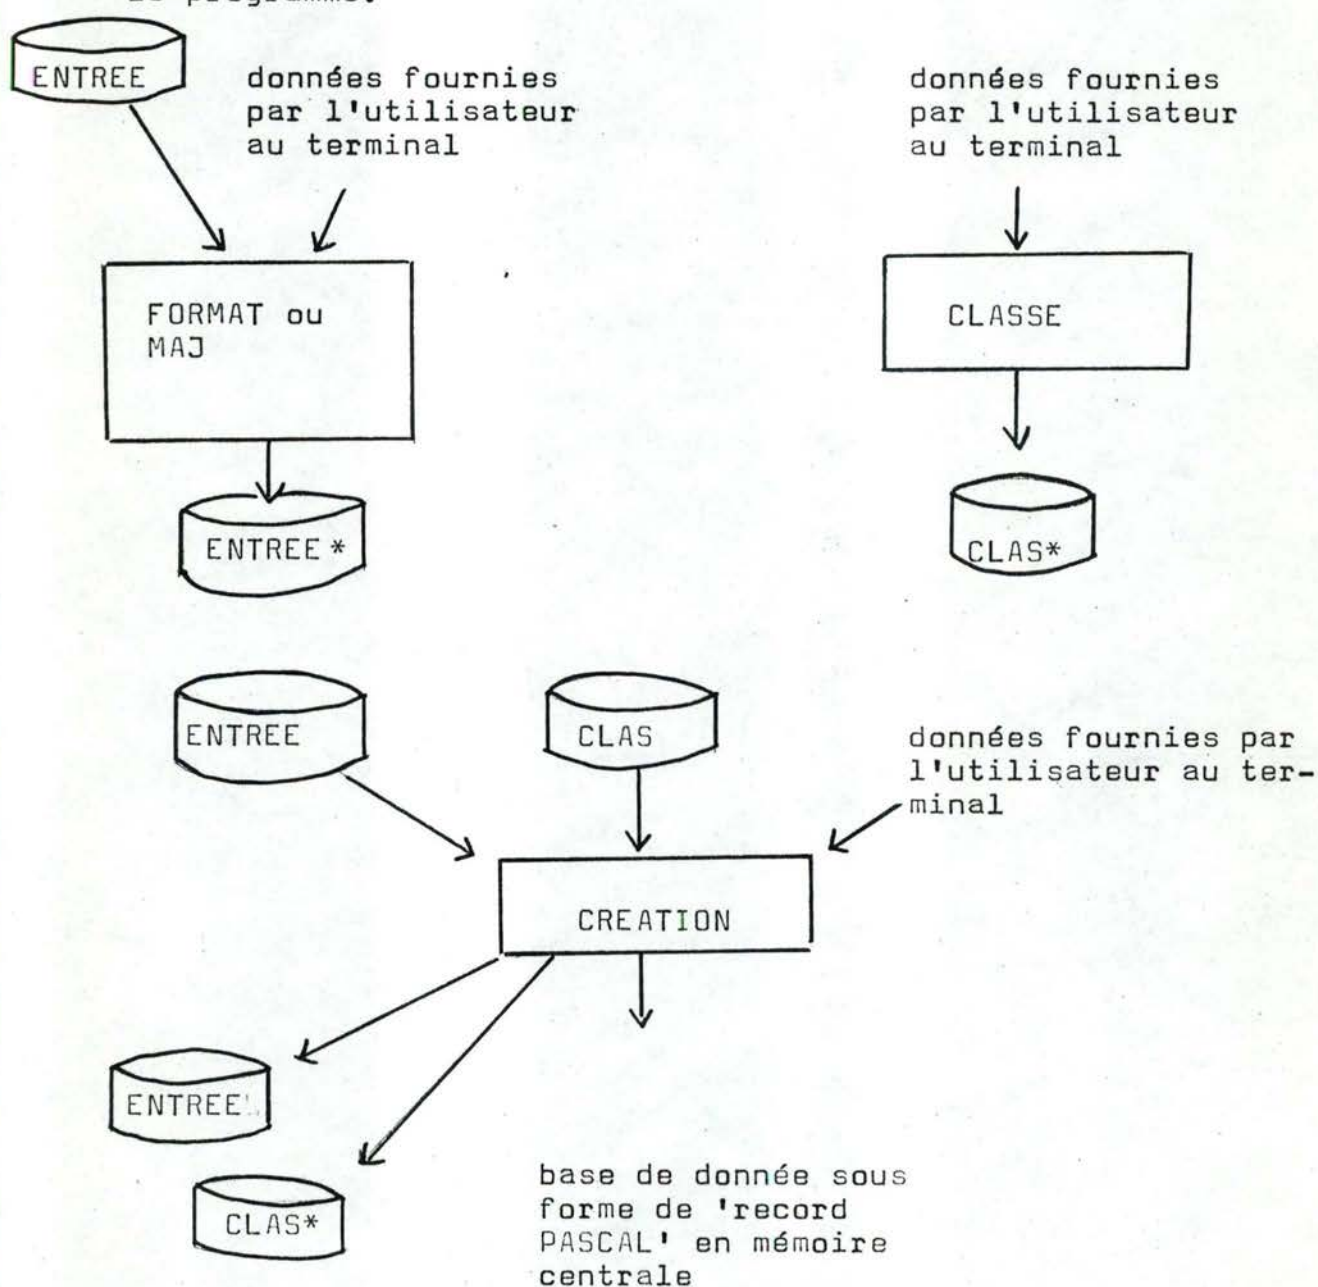 ENTREE
données fournies
par l'utilisateur
au terminal
données fournies
par l'utilisateur
au terminal
FORMAT ou
MAJ
CLASSE
ENTREE *
CLAS*
ENTREE
CLAS
données fournies par
l'utilisateur au ter-
minal
CREATION
ENTREE
CLAS*
base de donnée sous
forme de 'record
PASCAL' en mémoire
centrale